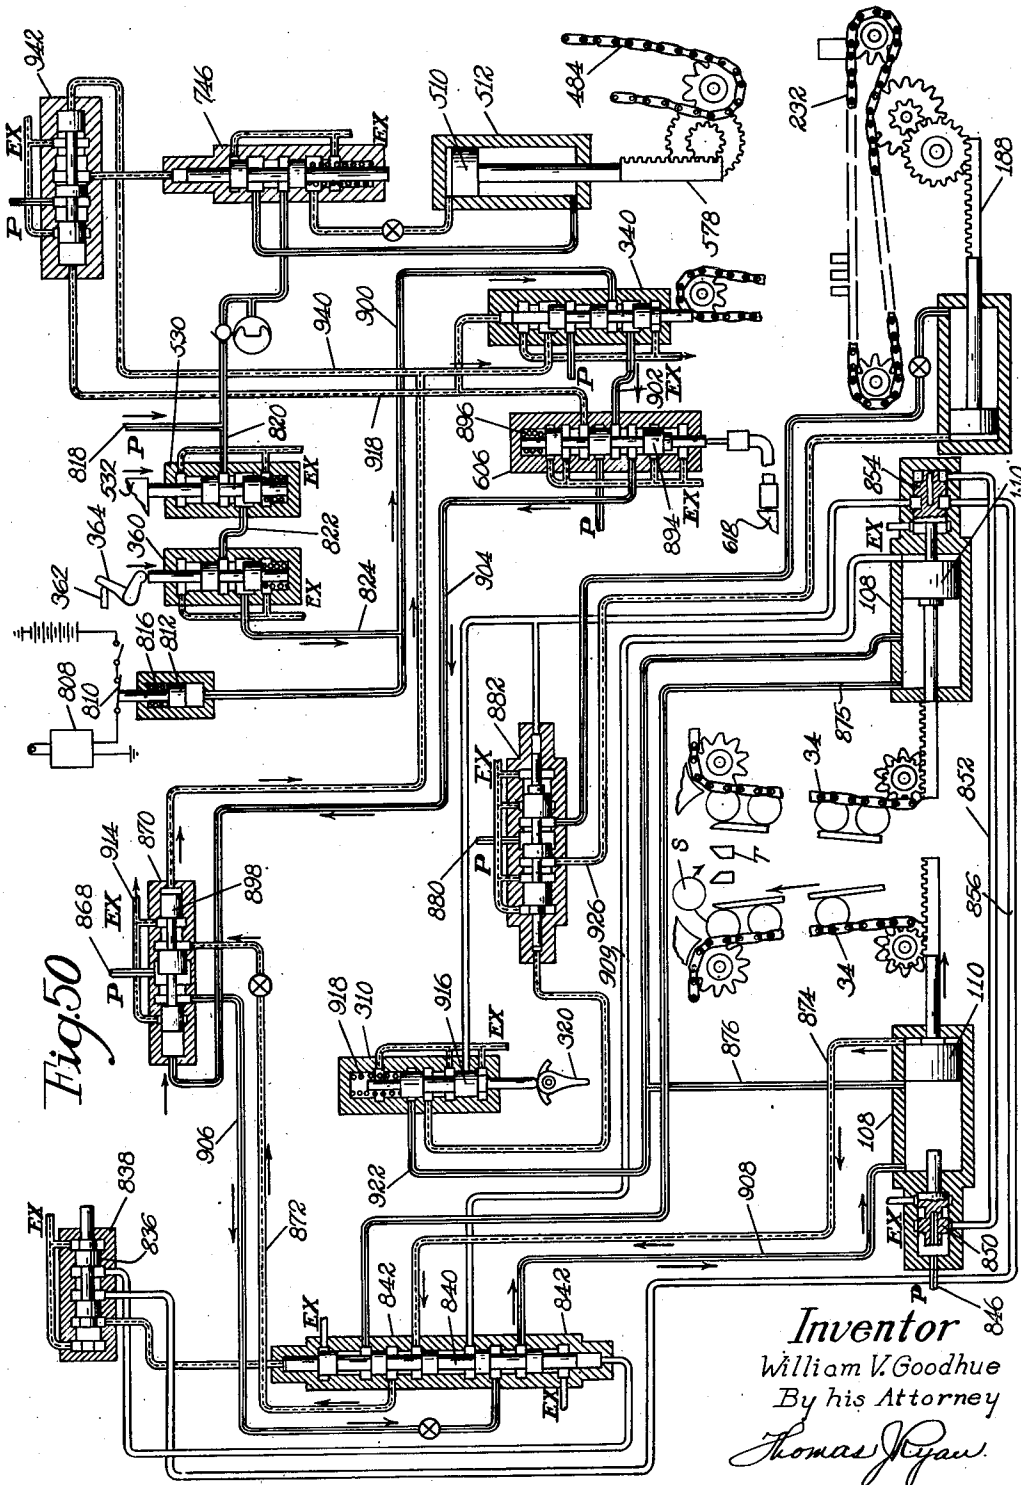 Fig. 50
942
EX
P
746
EX
510
512
484
578
232
188
530
940
900
340
P
902
EX
918
818
P
820
532
EX
364
362
360
EX
822
824
816
812
810
808
896
606
P
894
EX
618
904
870
914
EX
868
P
898
882
EX
P
880
926
909
918
310
916
EX
320
922
906
872
EX
838
836
EX
842
840
842
EX
908
876
874
108
110
EX
850
846
P
S
T
34
34
875
108
EX
854
110'
852
856
Inventor
William V. Goodhue
By his Attorney
Thomas J. Ryan.